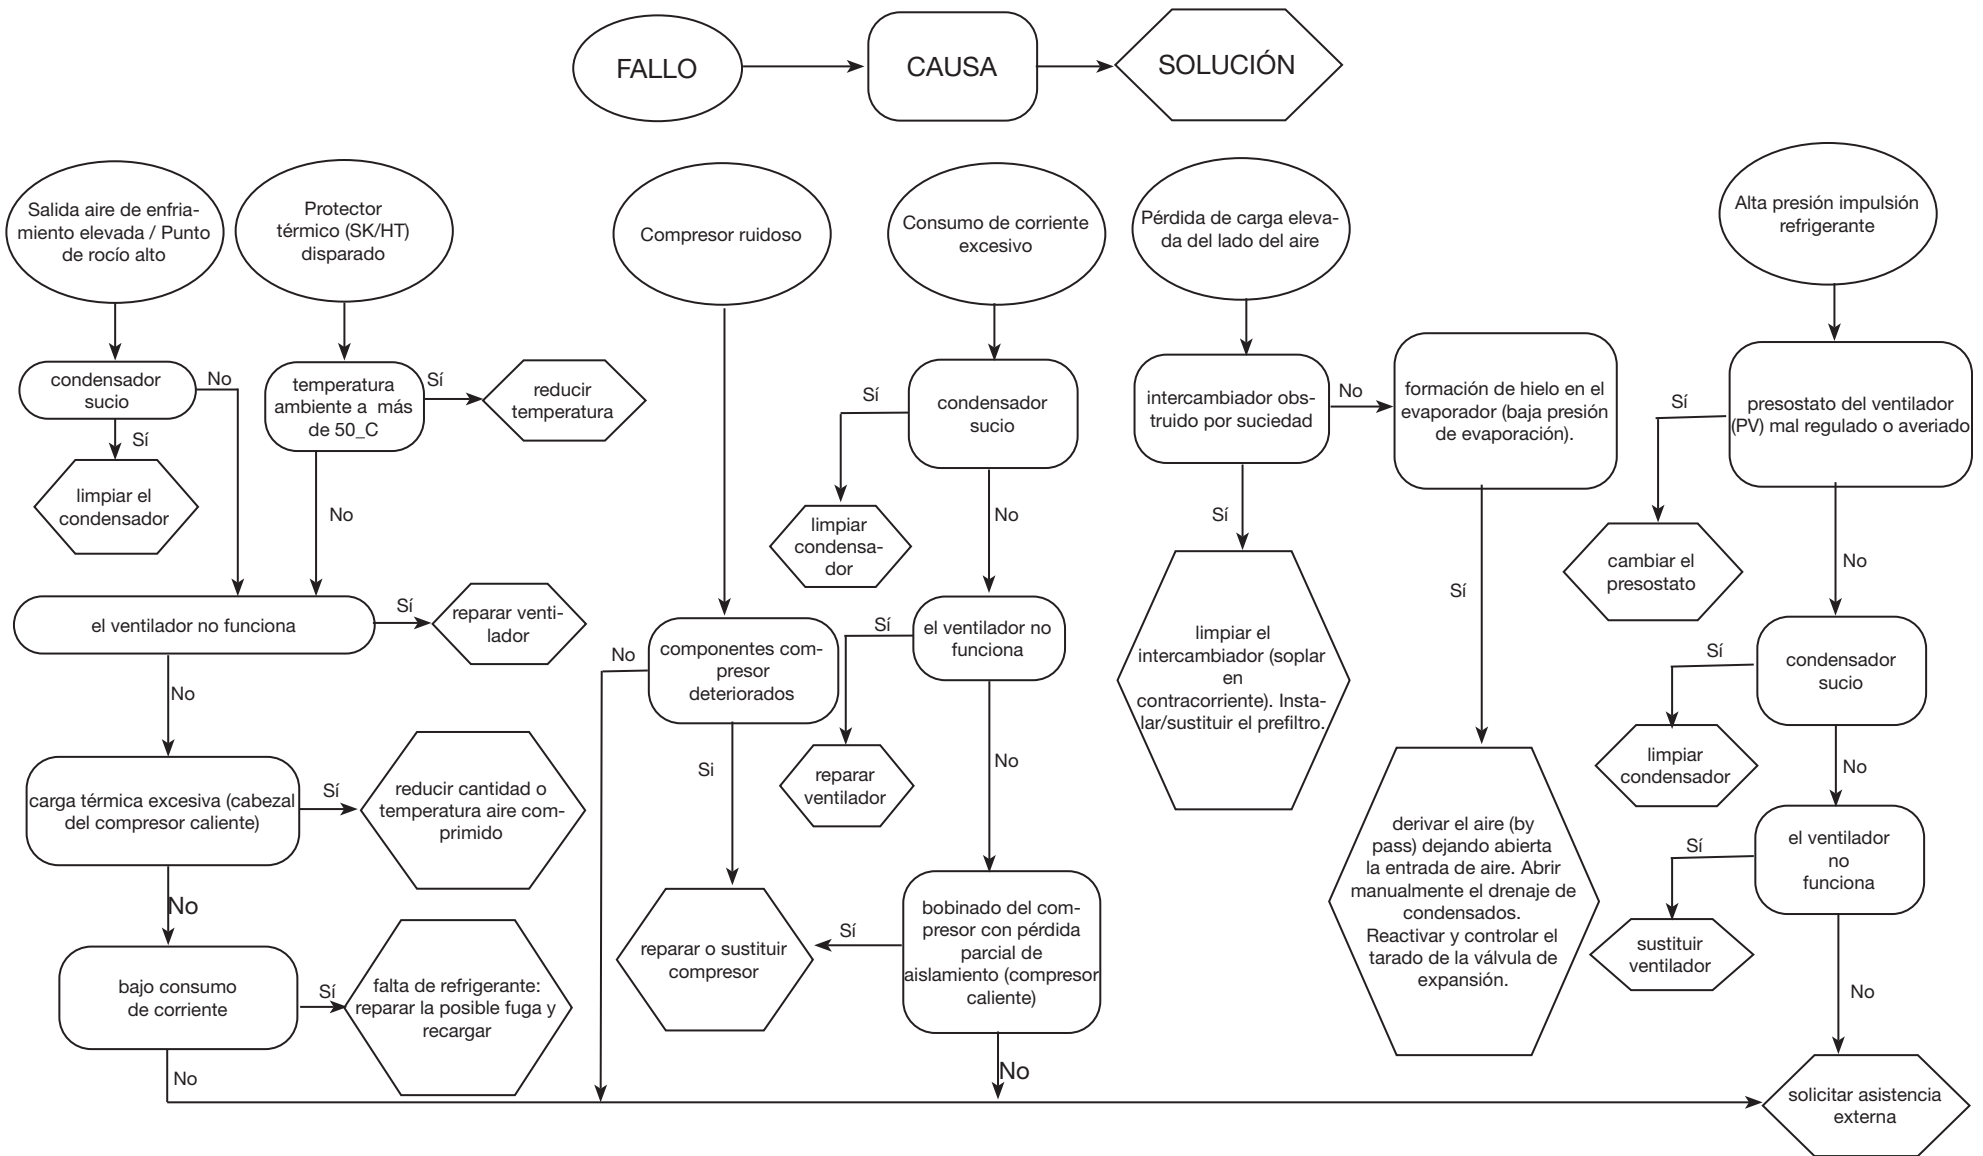 FALLO
CAUSA
SOLUCIÓN
Salida aire de enfria-
miento elevada / Punto
de rocío alto
condensador
sucio
No
Sí
limpiar el
condensador
Protector
térmico (SK/HT)
disparado
temperatura
ambiente a más
de 50_C
Sí
reducir
temperatura
No
el ventilador no funciona
Sí
reparar venti-
lador
No
carga térmica excesiva (cabezal
del compresor caliente)
Sí
reducir cantidad o
temperatura aire com-
primido
No
bajo consumo
de corriente
Sí
falta de refrigerante:
reparar la posible fuga y
recargar
No
Compresor ruidoso
componentes com-
presor
deteriorados
No
Si
reparar o sustituir
compresor
Consumo de corriente
excesivo
condensador
sucio
Sí
limpiar
condensa-
dor
No
el ventilador no
funciona
Sí
reparar
ventilador
No
bobinado del com-
presor con pérdida
parcial de
aislamiento (compresor
caliente)
Sí
No
Pérdida de carga eleva-
da del lado del aire
intercambiador obs-
truido por suciedad
No
Sí
limpiar el
intercambiador (soplar
en
contracorriente). Insta-
lar/sustituir el prefiltro.
formación de hielo en el
evaporador (baja presión
de evaporación).
Sí
derivar el aire (by
pass) dejando abierta
la entrada de aire. Abrir
manualmente el drenaje de
condensados.
Reactivar y controlar el
tarado de la válvula de
expansión.
Alta presión impulsión
refrigerante
presostato del ventilador
(PV) mal regulado o averiado
Sí
cambiar el
presostato
No
condensador
sucio
Sí
limpiar
condensador
No
el ventilador
no
funciona
Sí
sustituir
ventilador
No
solicitar asistencia
externa